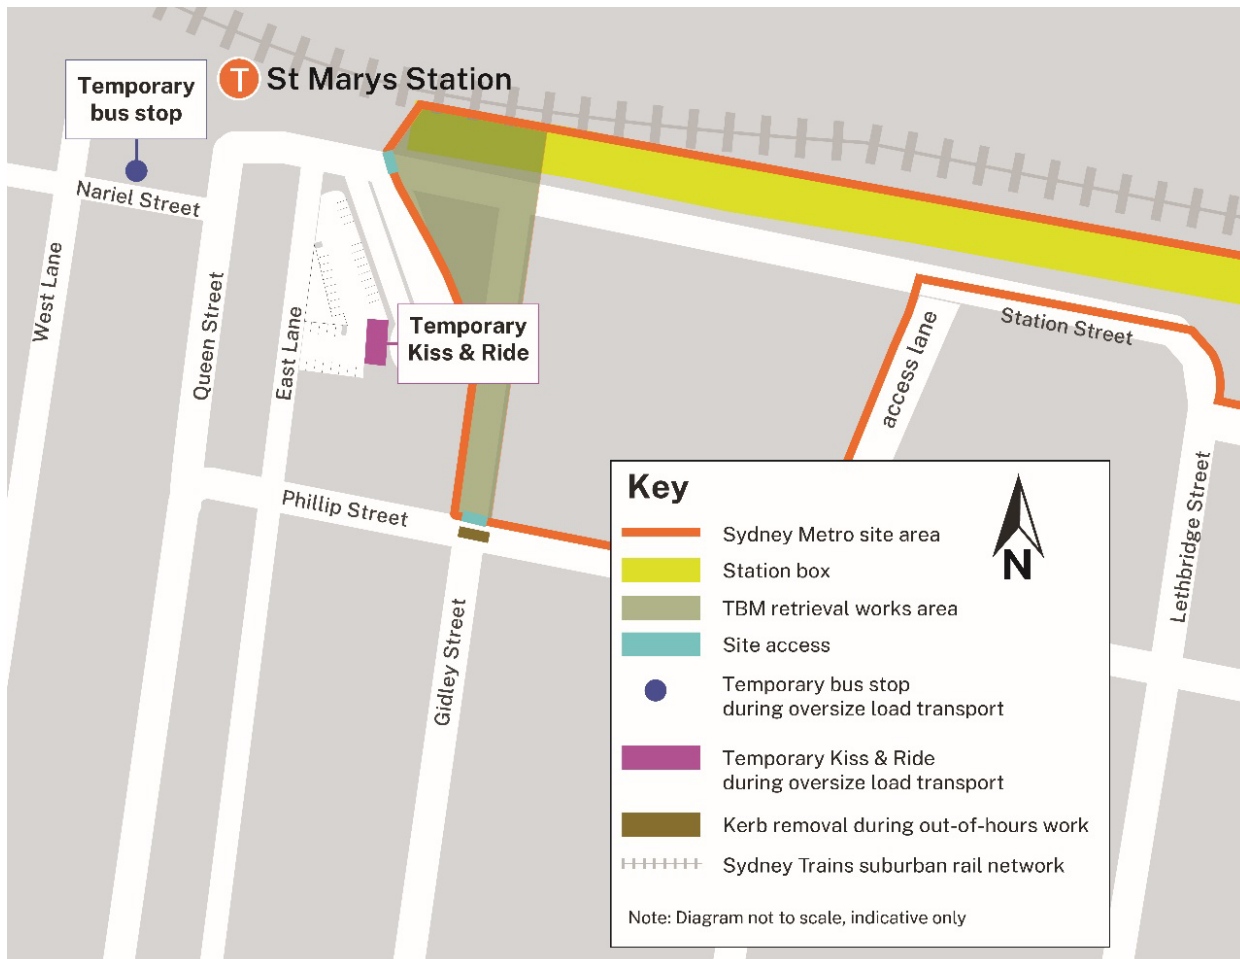 Temporary
bus stop
T St Marys Station
Nariel Street
West Lane
Queen Street
East Lane
Temporary
Kiss & Ride
Station Street
access lane
Phillip Street
Gidley Street
Lethbridge Street
Key
Sydney Metro site area
Station box
TBM retrieval works area
Site access
Temporary bus stop
during oversize load transport
Temporary Kiss & Ride
during oversize load transport
Kerb removal during out-of-hours work
Sydney Trains suburban rail network
Note: Diagram not to scale, indicative only
N